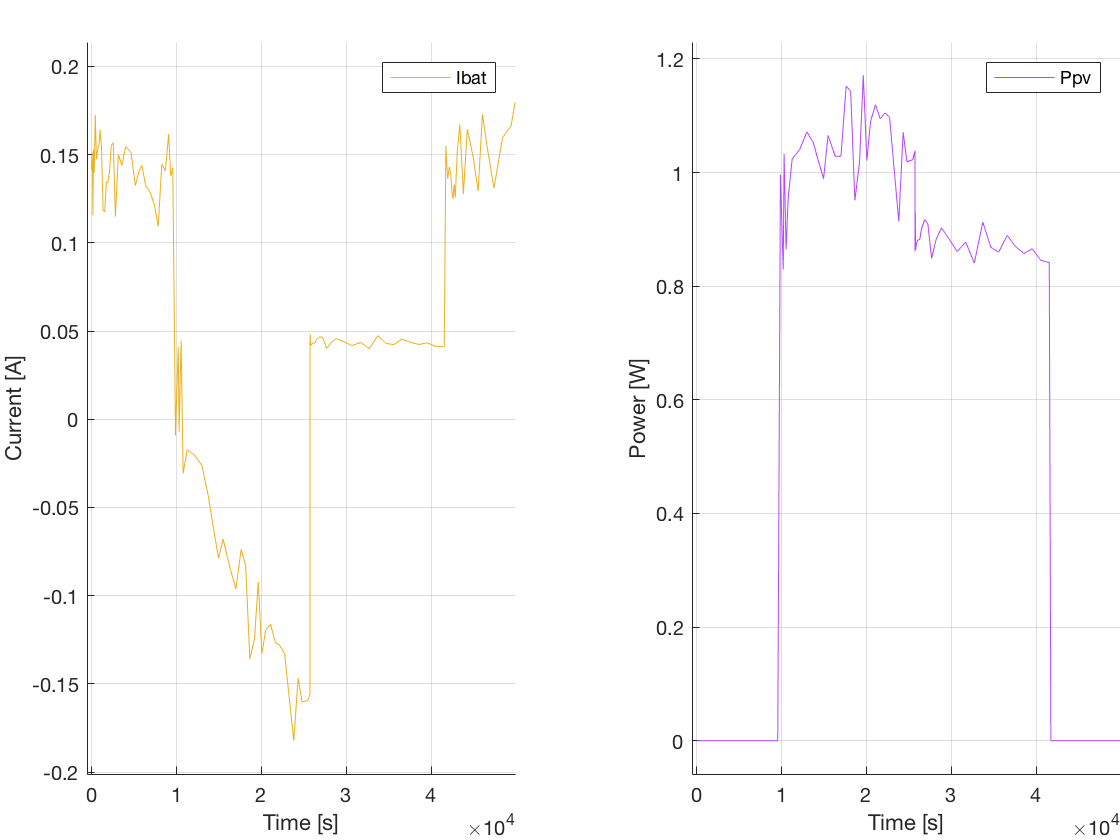 Ibat
0.2
0.15
0.1
0.05
0
-0.05
-0.1
-0.15
-0.2
Current [A]
0 1 2 3 4
Time [s]
×10^4
Ppv
1.2
1
0.8
0.6
0.4
0.2
0
Power [W]
0 1 2 3 4
Time [s]
×10^4